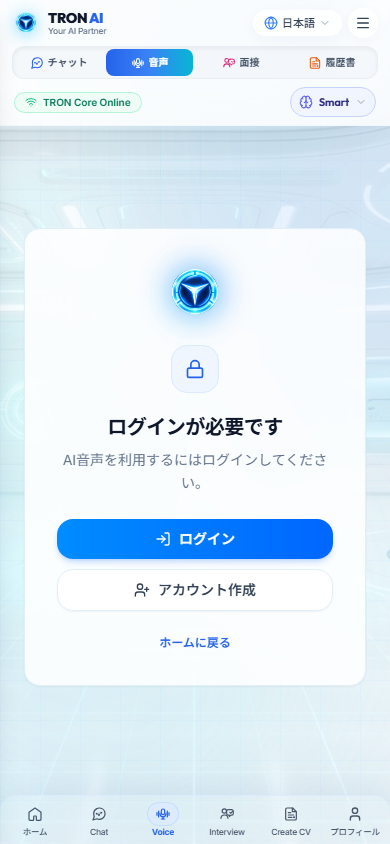 TRON AI
Your AI Partner
日本語
チャット
音声
面接
履歴書
TRON Core Online
Smart
ログインが必要です
AI音声を利用するにはログインしてくださ
い。
ログイン
アカウント作成
ホームに戻る
ホーム
Chat
Voice
Interview
Create CV
プロフィール